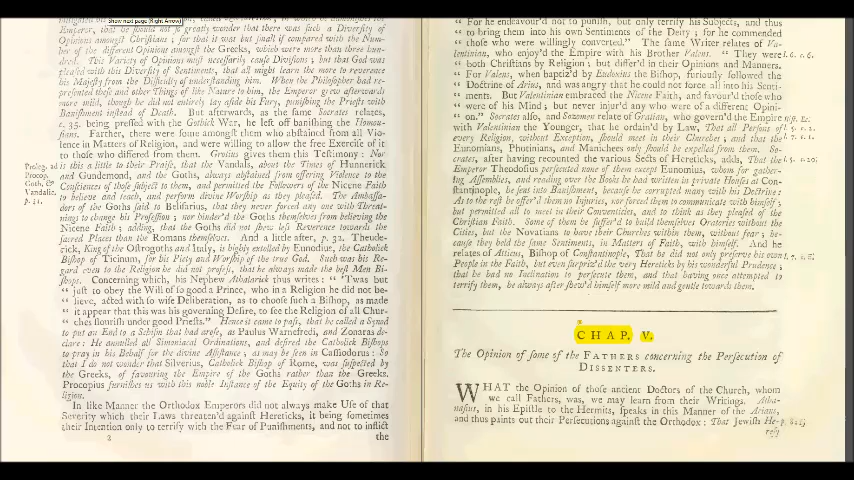 Show next page (Right Arrow)
Emperor, that he should not so greatly wonder that there was such a Diversity of
Opinions amongst Christians; for that it was but small if compared with the Num-
ber of the different Opinions amongst the Greeks, which were more than three hun-
dred. This Variety of Opinions must necessarily cause Divisions; but that God was
pleased with this Diversity of Sentiments, that all might learn the more to reverence
his Majesty from the Difficulty of understanding him. When the Philosopher had re-
presented these and other Things of like Nature to him, the Emperor grew afterwards
more mild, though he did not entirely lay aside his Fury, punishing the Priests with
Banishment instead of Death. But afterwards, as the same Socrates relates,
c. 35. being pressed with the Gothick War, he left off banishing the Homou-
sians. Farther, there were some amongst them who abstained from all Vio-
lence in Matters of Religion, and were willing to allow the free Exercise of it
to those who differed from them. Grotius gives them this Testimony: Nor
Proleg. ad
Procop.
Goth. &
Vandalic.
p. 31.
is this a little to their Praise, that the Vandals, about the Times of Hunnerick
and Gundemond, and the Goths, always abstained from offering Violence to the
Consciences of those subject to them, and permitted the Followers of the Nicene Faith
to believe and teach, and perform divine Worship as they pleased. The Ambassa-
dors of the Goths said to Belisarius, that they never forced any with Threat-
nings to change his Profession; nor hinder'd the Goths themselves from believing the
Nicene Faith; adding, that the Goths did not shew less Reverence towards the
Sacred Places than the Romans themselves. And a little after, p. 32. Theude-
rick, King of the Ostrogoths and Italy, is highly extolled by Ennodius, the Catholick
Bishop of Ticinum, for his Piety and Worship of the true God. Such was his Re-
gard even to the Religion he did not profess, that he always made the best Men Bi-
shops. Concerning which, his Nephew Athalarick thus writes: " 'Twas but
" just to obey the Will of so good a Prince, who in a Religion he did not be-
" lieve, acted with so wise Deliberation, as to choose such a Bishop, as made
" it appear that this was his governing Desire, to see the Religion of all Chur-
" ches flourish under good Priests." Hence it came to pass, that he called a Synod
to put an End to a Schism that had arose, as Paulus Warnefredi, and Zonaras de-
clare: He annulled all Simoniacal Ordinations, and desired the Catholick Bishops
to pray in his Behalf for the divine Assistance; as may be seen in Cassiodorus: So
that I do not wonder that Silverius, Catholick Bishop of Rome, was suspected by
the Greeks, of favouring the Empire of the Goths rather than the Greeks.
Procopius furnishes us with this noble Instance of the Equity of the Goths in Re-
ligion.
In like Manner the Orthodox Emperors did not always make Use of that
Severity which their Laws threaten'd against Hereticks, it being sometimes
their Intention only to terrify with the Fear of Punishments, and not to inflict
the
" For he endeavour'd not to punish, but only terrify his Subjects, and thus
" to bring them into his own Sentiments of the Deity; for he commended
" those who were willingly converted." The same Writer relates of Va-
lentinian, who enjoy'd the Empire with his Brother Valens. " They were
" both Christians by Religion, but differ'd in their Opinions and Manners.
" For Valens, when baptiz'd by Eudoxius the Bishop, furiously followed the
" Doctrine of Arius, and was angry that he could not force all into his Senti-
" ments. But Valentinian embraced the Nicene Faith, and favour'd those who
" were of his Mind; but never injur'd any who were of a different Opini-
" on." Socrates also, and Sozomen relate of Gratian, who govern'd the Empire
with Valentinian the Younger, that he ordain'd by Law, That all Persons of
every Religion, without Exception, should meet in their Churches; and that the
Eunomians, Photinians, and Manichees only should be expelled from them. So-
crates, after having recounted the various Sects of Hereticks, adds, That the
Emperor Theodosius persecuted none of them except Eunomius, whom for gather-
ing Assemblies, and reading over the Books he had written in private Houses at Con-
stantinople, he sent into Banishment, because he corrupted many with his Doctrine:
As to the rest he offer'd them no Injuries, nor forced them to communicate with himself;
but permitted all to meet in their Conventicles, and to think as they pleased of the
Christian Faith. Some of them he suffer'd to build themselves Oratories without the
Cities, but the Novatians to have their Churches within them, without fear; be-
cause they held the same Sentiments, in Matters of Faith, with himself. And he
relates of Atticus, Bishop of Constantinople, That he did not only preserve his own
People in the Faith, but even surpriz'd the very Hereticks by his wonderful Prudence;
that he had no Inclination to persecute them, and that having once attempted to
terrify them, he always after shew'd himself more mild and gentle towards them.
CHAP. V.
The Opinion of some of the FATHERS concerning the Persecution of
DISSENTERS.
WHAT the Opinion of those ancient Doctors of the Church, whom
we call Fathers, was, we may learn from their Writings. Atha-
nasius, in his Epistle to the Hermits, speaks in this Manner of the Arians,
and thus paints out their Persecutions against the Orthodox: That Jewish He-
resy